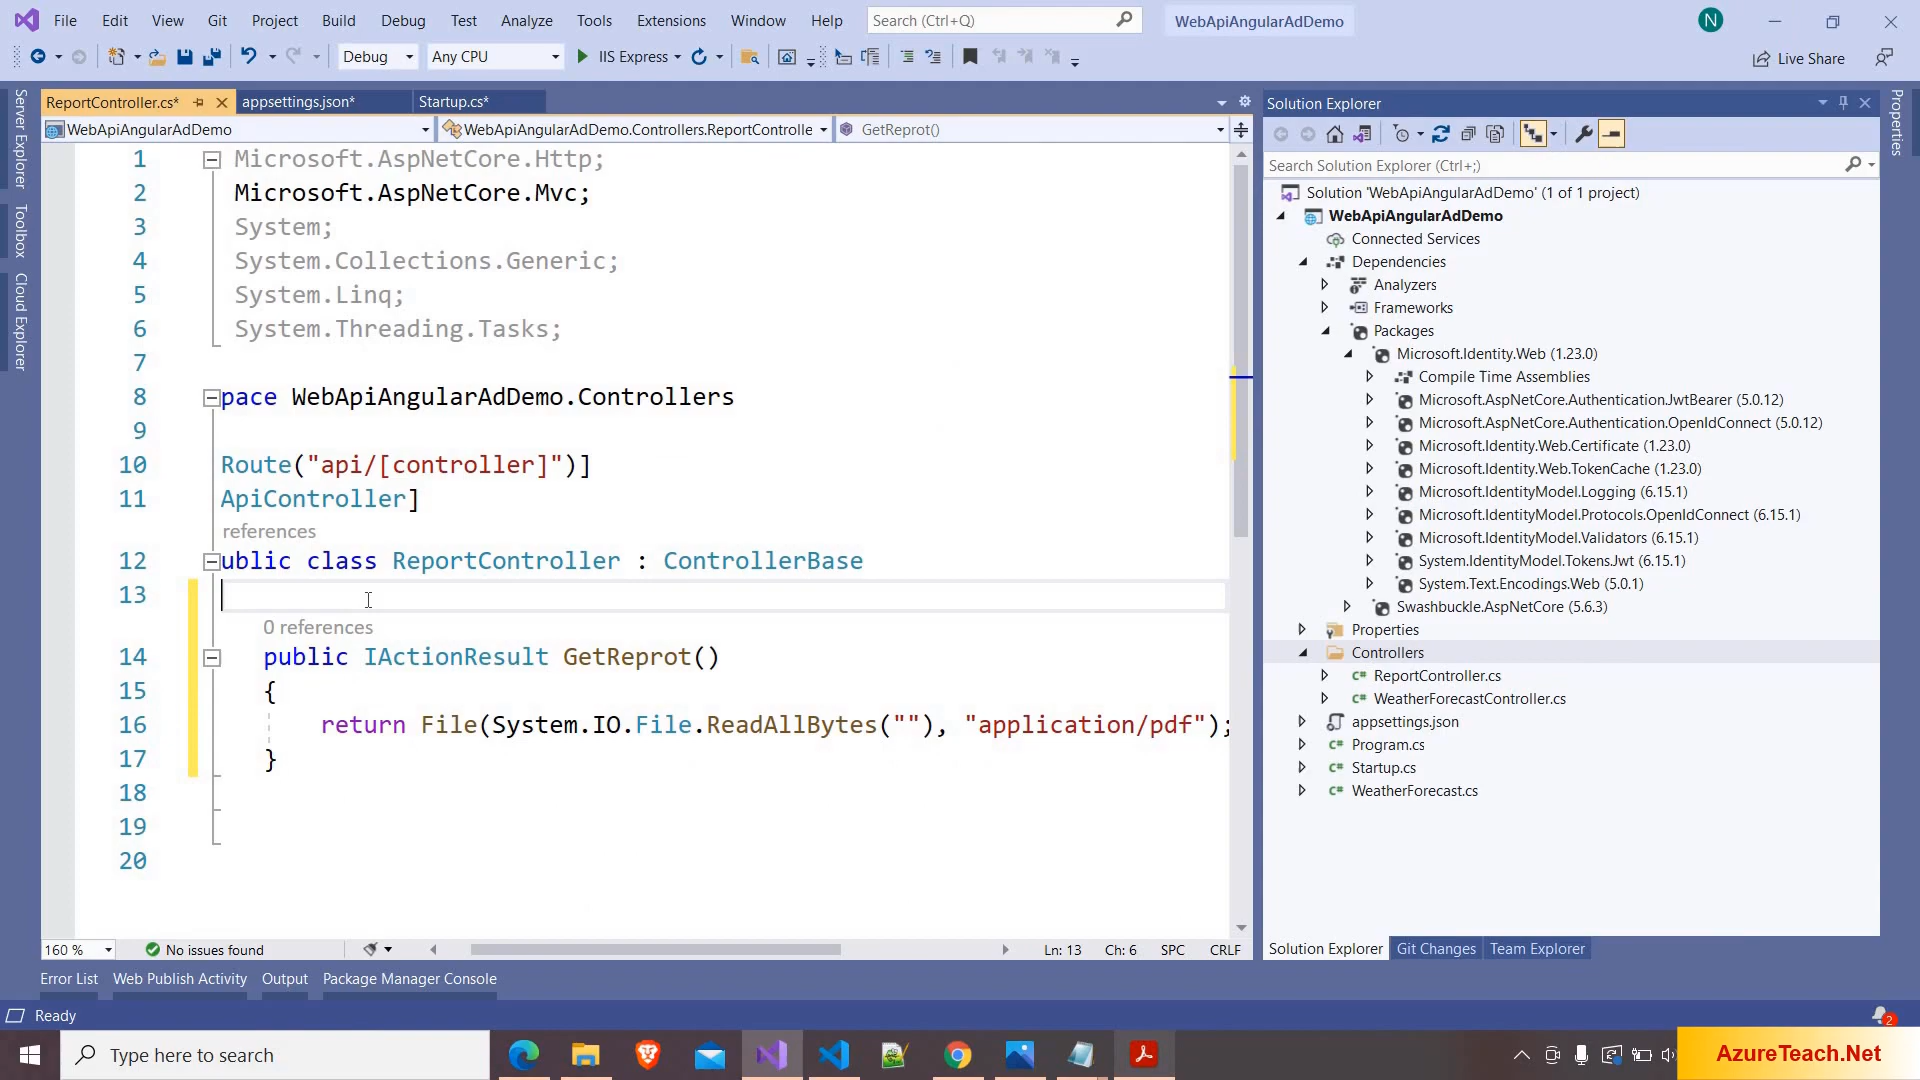 File Edit View Git Project Build Debug Test Analyze Tools Extensions Window Help Search (Ctrl+Q) WebApiAngularAdDemo N
Debug Any CPU IIS Express Live Share
Server Explorer
Toolbox
Cloud Explorer
ReportController.cs* appsettings.json* Startup.cs*
WebApiAngularAdDemo WebApiAngularAdDemo.Controllers.ReportControlle GetReprot()
1 Microsoft.AspNetCore.Http;
2 Microsoft.AspNetCore.Mvc;
3 System;
4 System.Collections.Generic;
5 System.Linq;
6 System.Threading.Tasks;
7
8 pace WebApiAngularAdDemo.Controllers
9
10 Route("api/[controller]")]
11 ApiController]
references
12 ublic class ReportController : ControllerBase
13
0 references
14 public IActionResult GetReprot()
15 {
16 return File(System.IO.File.ReadAllBytes(""), "application/pdf");
17 }
18
19
20
160 % No issues found Ln: 13 Ch: 6 SPC CRLF
Error List Web Publish Activity Output Package Manager Console
Ready
Solution Explorer
Search Solution Explorer (Ctrl+;)
Solution 'WebApiAngularAdDemo' (1 of 1 project)
WebApiAngularAdDemo
Connected Services
Dependencies
Analyzers
Frameworks
Packages
Microsoft.Identity.Web (1.23.0)
Compile Time Assemblies
Microsoft.AspNetCore.Authentication.JwtBearer (5.0.12)
Microsoft.AspNetCore.Authentication.OpenIdConnect (5.0.12)
Microsoft.Identity.Web.Certificate (1.23.0)
Microsoft.Identity.Web.TokenCache (1.23.0)
Microsoft.IdentityModel.Logging (6.15.1)
Microsoft.IdentityModel.Protocols.OpenIdConnect (6.15.1)
Microsoft.IdentityModel.Validators (6.15.1)
System.IdentityModel.Tokens.Jwt (6.15.1)
System.Text.Encodings.Web (5.0.1)
Swashbuckle.AspNetCore (5.6.3)
Properties
Controllers
ReportController.cs
WeatherForecastController.cs
appsettings.json
Program.cs
Startup.cs
WeatherForecast.cs
Solution Explorer Git Changes Team Explorer
Properties
2
Type here to search
AzureTeach.Net